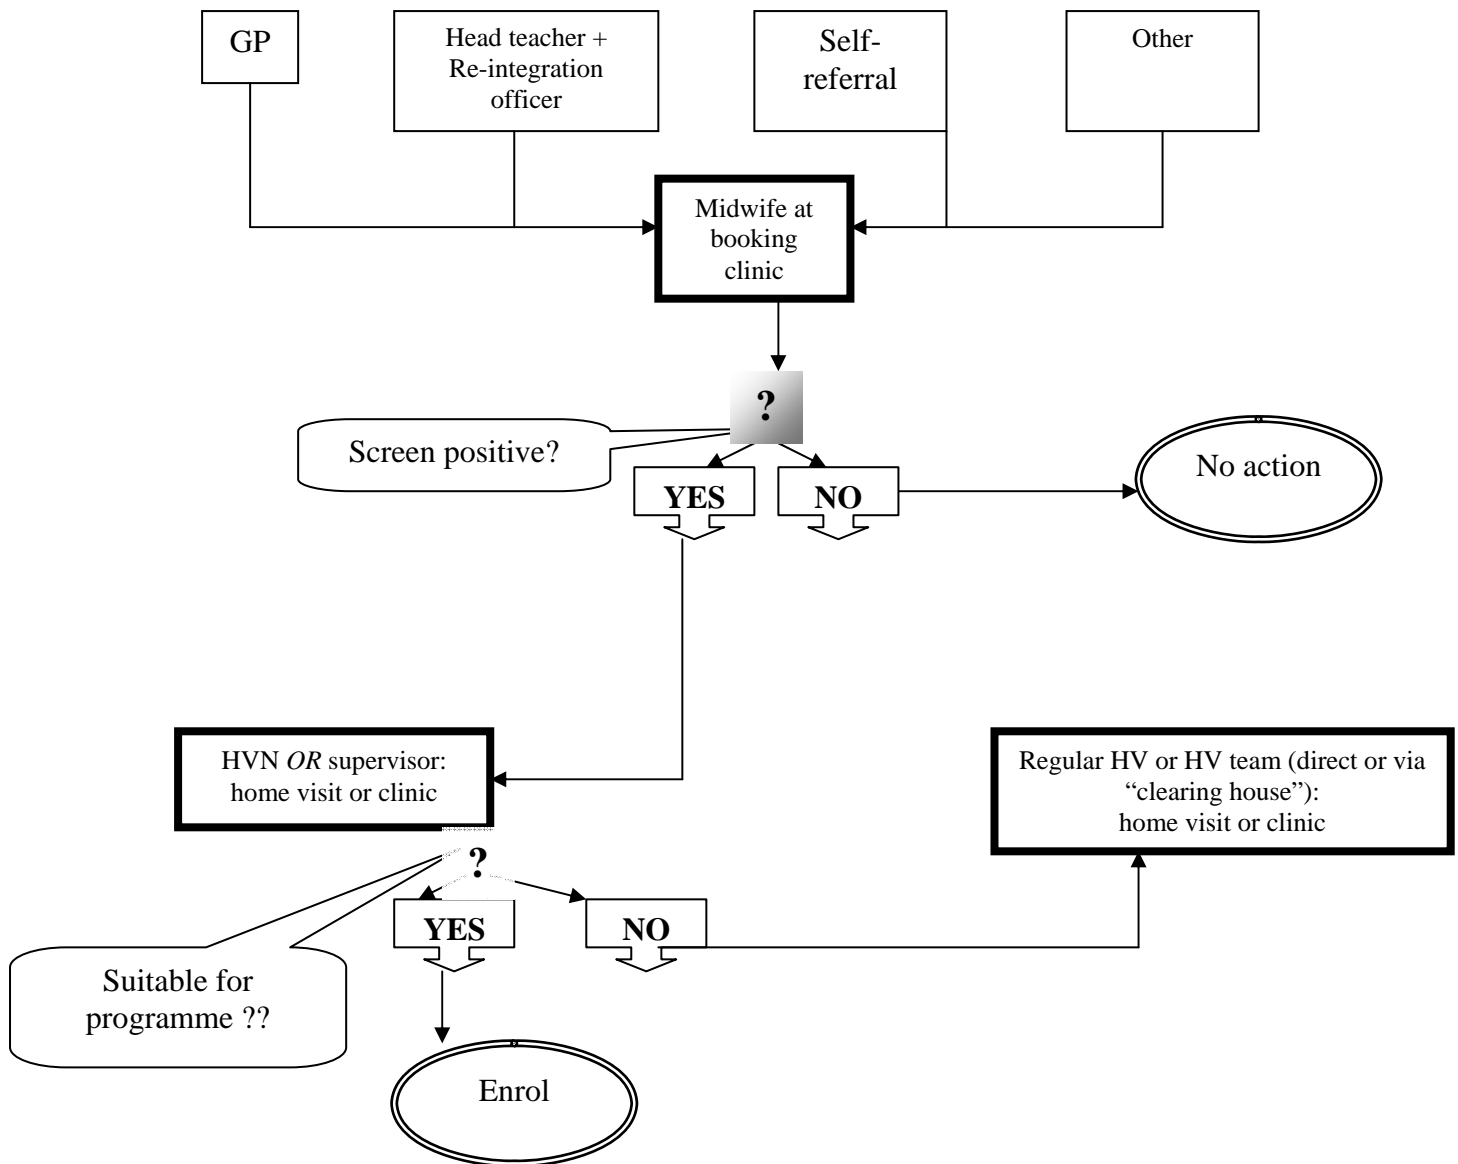 GP
Head teacher +
Re-integration
officer
Self-
referral
Other
Midwife at
booking
clinic
?
Screen positive?
YES
NO
No action
HVN OR supervisor:
home visit or clinic
Regular HV or HV team (direct or via
“clearing house”):
home visit or clinic
?
YES
NO
Suitable for
programme ??
Enrol